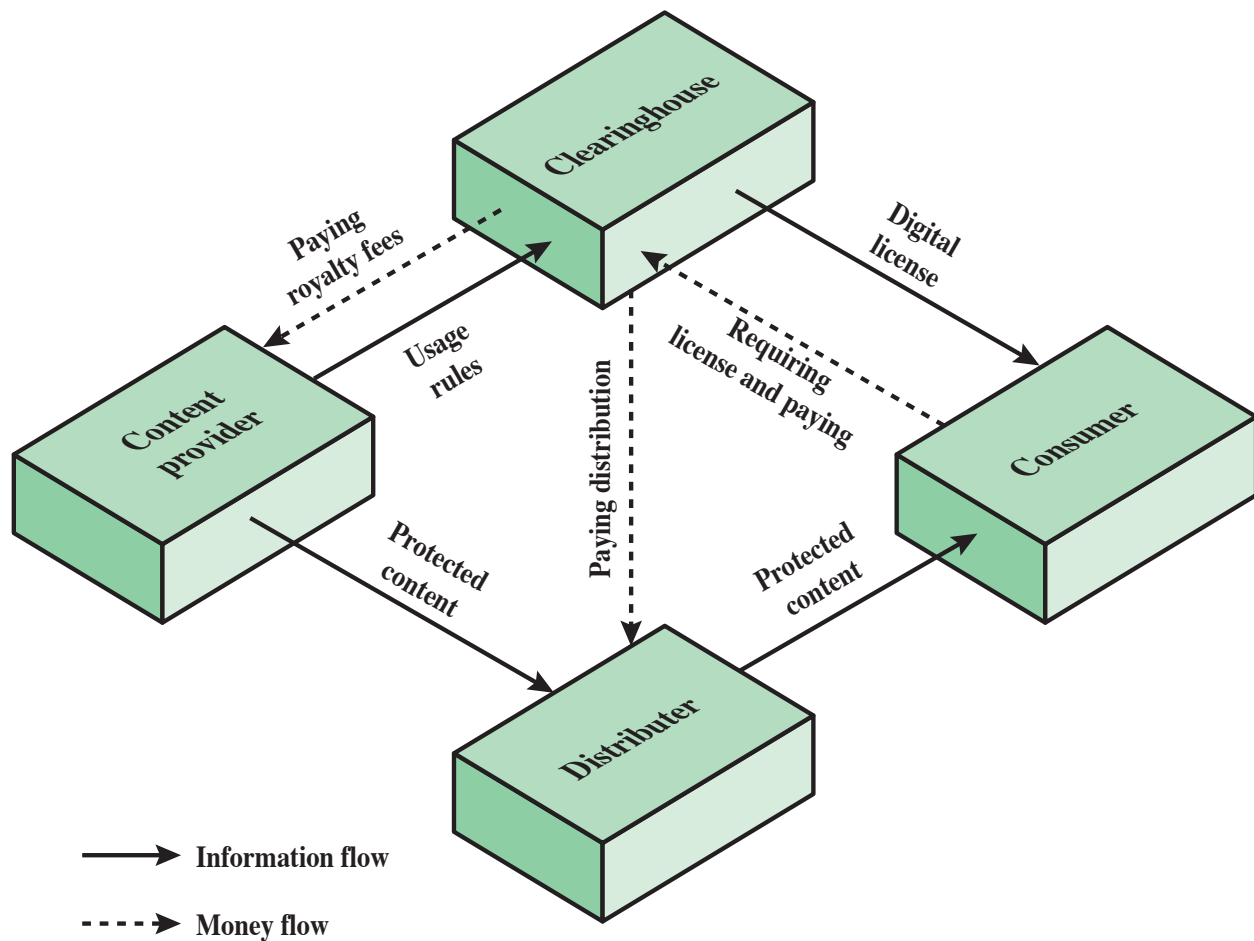 Clearinghouse
Paying
royalty fees
Usage
rules
Digital
license
Requiring
license and paying
Content
provider
Paying distribution
Consumer
Protected
content
Protected
content
Distributer
Information flow
Money flow